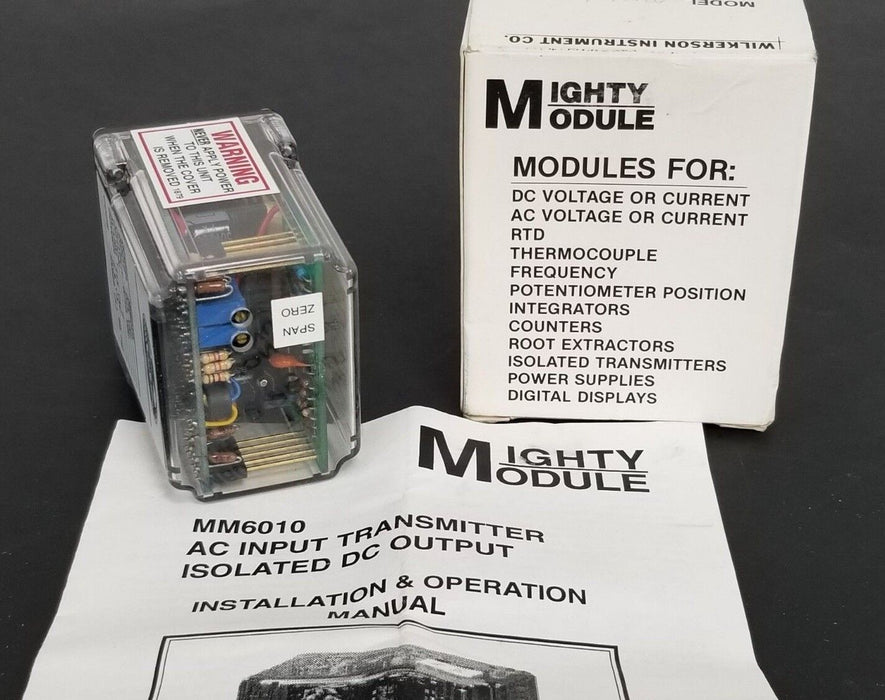 MODEL
WILKERSON INSTRUMENT CO.
MIGHTY
MODULE
MODULES FOR:
DC VOLTAGE OR CURRENT
AC VOLTAGE OR CURRENT
RTD
THERMOCOUPLE
FREQUENCY
POTENTIOMETER POSITION
INTEGRATORS
COUNTERS
ROOT EXTRACTORS
ISOLATED TRANSMITTERS
POWER SUPPLIES
DIGITAL DISPLAYS
WARNING
NEVER APPLY POWER
TO THIS UNIT
WHEN THE COVER
IS REMOVED 1879
SPAN
ZERO
MIGHTY
MODULE
MM6010
AC INPUT TRANSMITTER
ISOLATED DC OUTPUT
INSTALLATION & OPERATION
MANUAL